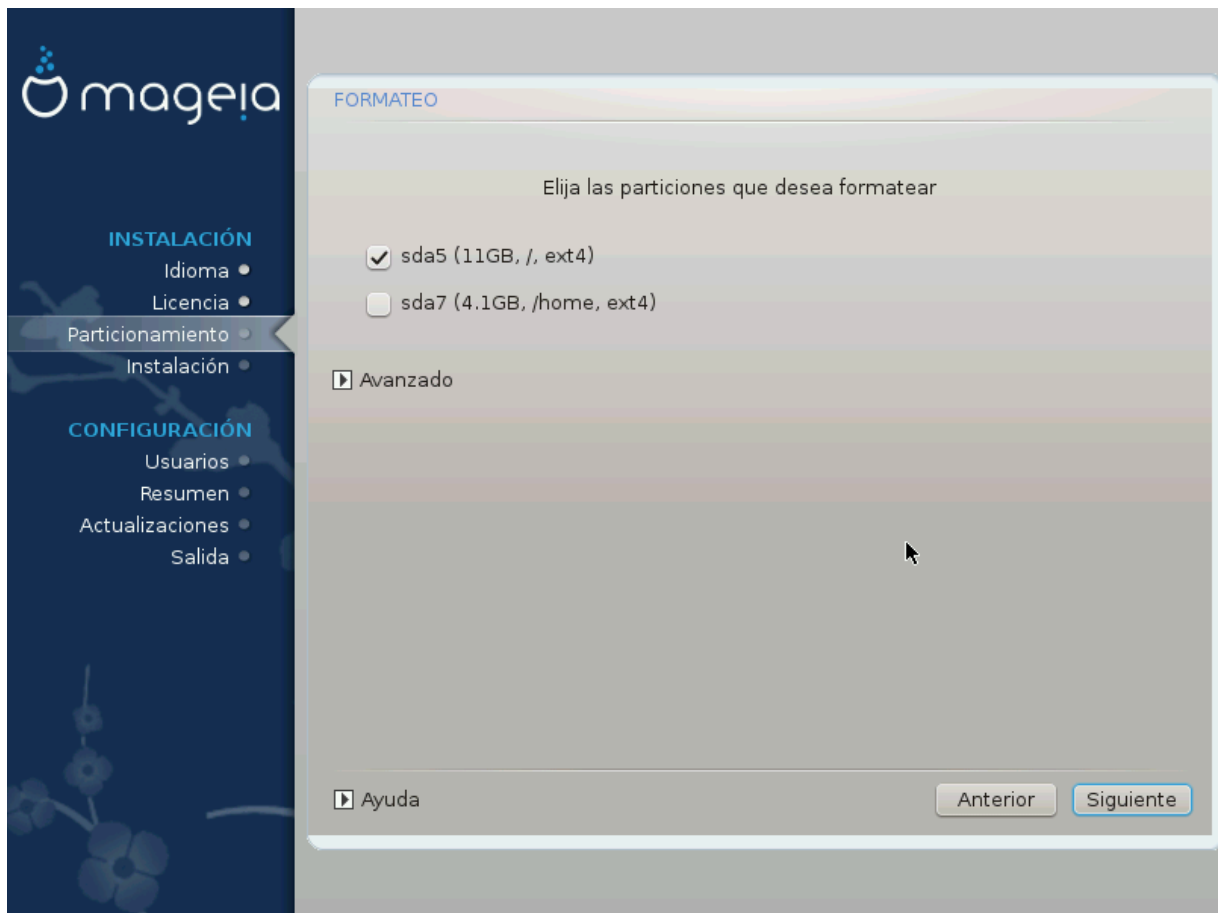 mageia
INSTALACIÓN
Idioma
Licencia
Particionamiento
Instalación
CONFIGURACIÓN
Usuarios
Resumen
Actualizaciones
Salida
FORMATEO
Elija las particiones que desea formatear
sda5 (11GB, /, ext4)
sda7 (4.1GB, /home, ext4)
Avanzado
Ayuda
Anterior
Siguiente